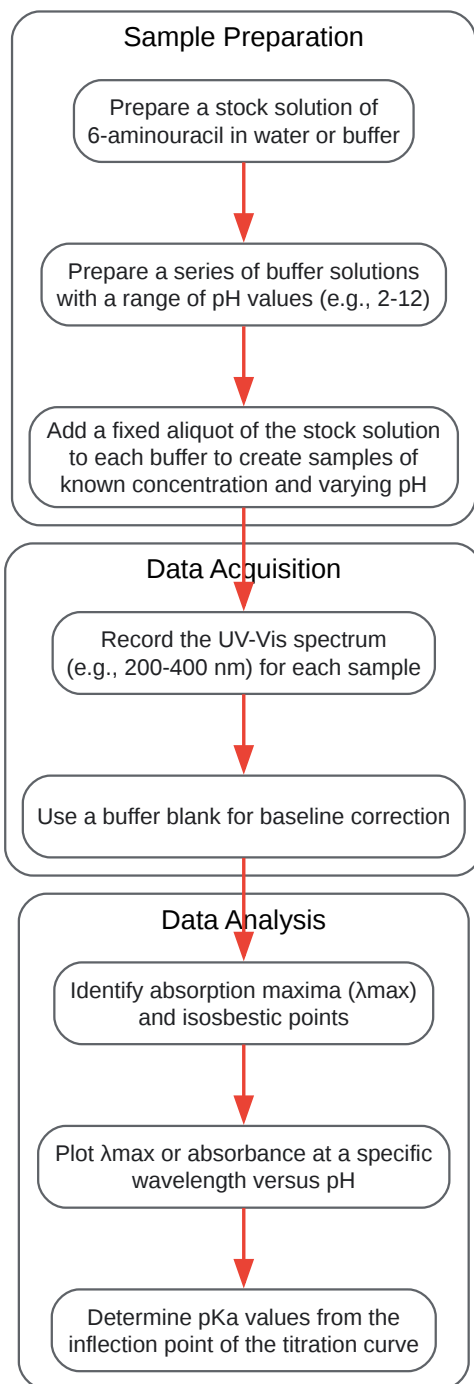 Sample Preparation
Prepare a stock solution of
6-aminouracil in water or buffer
Prepare a series of buffer solutions
with a range of pH values (e.g., 2-12)
Add a fixed aliquot of the stock solution
to each buffer to create samples of
known concentration and varying pH
Data Acquisition
Record the UV-Vis spectrum
(e.g., 200-400 nm) for each sample
Use a buffer blank for baseline correction
Data Analysis
Identify absorption maxima (λmax)
and isosbestic points
Plot λmax or absorbance at a specific
wavelength versus pH
Determine pKa values from the
inflection point of the titration curve